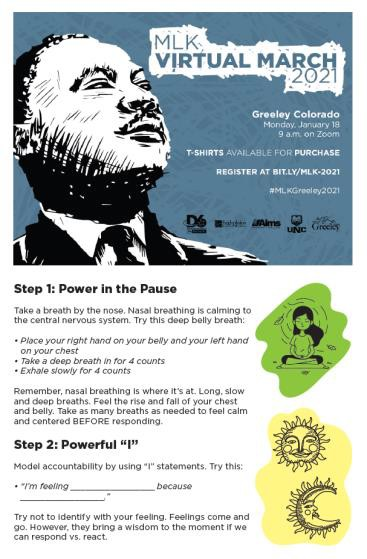 MLK
VIRTUAL MARCH
2021
Greeley Colorado
Monday, January 18
9 a.m. on Zoom
T-SHIRTS AVAILABLE FOR PURCHASE
REGISTER AT BIT.LY/MLK-2021
#MLKGreeley2021
D6
Aims
UNC
Greeley
Step 1: Power in the Pause
Take a breath by the nose. Nasal breathing is calming to
the central nervous system. Try this deep belly breath:
• Place your right hand on your belly and your left hand
on your chest
• Take a deep breath in for 4 counts
• Exhale slowly for 4 counts
Remember, nasal breathing is where it's at. Long, slow
and deep breaths. Feel the rise and fall of your chest
and belly. Take as many breaths as needed to feel calm
and centered BEFORE responding.
Step 2: Powerful “I”
Model accountability by using “I” statements. Try this:
• “I'm feeling __________________ because
__________________.”
Try not to identify with your feeling. Feelings come and
go. However, they bring a wisdom to the moment if we
can respond vs. react.